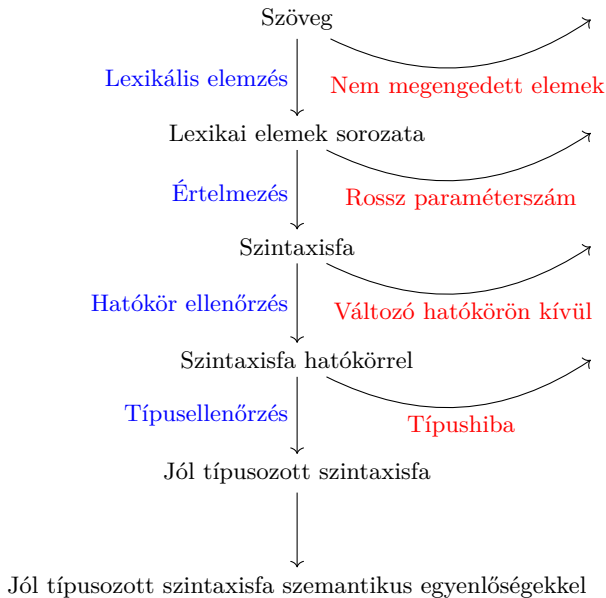 Szöveg
Lexikális elemzés
Nem megengedett elemek
Lexikai elemek sorozata
Értelmezés
Rossz paraméterszám
Szintaxisfa
Hatókör ellenőrzés
Változó hatókörön kívül
Szintaxisfa hatókörrel
Típusellenőrzés
Típushiba
Jól típusozott szintaxisfa
Jól típusozott szintaxisfa szemantikus egyenlőségekkel